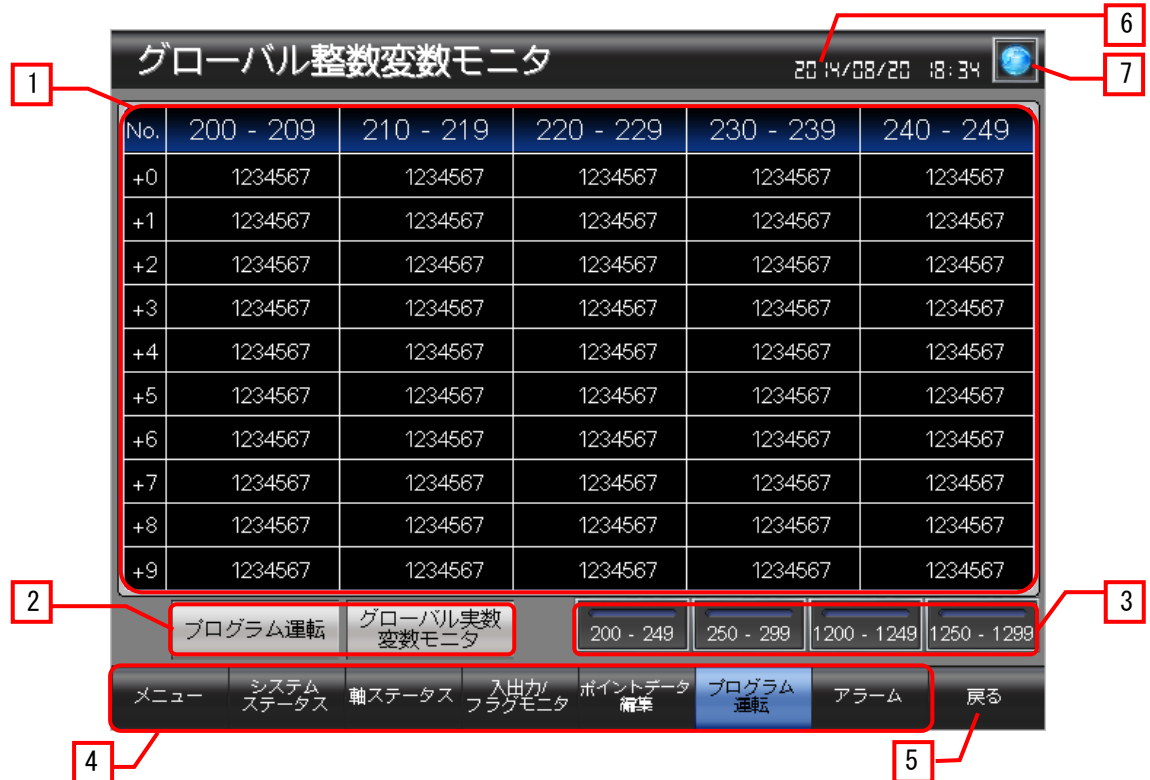 6
グローバル整数変数モニタ 2014/08/20 18:34
7
1
No. 200 - 209 210 - 219 220 - 229 230 - 239 240 - 249
+0 1234567 1234567 1234567 1234567 1234567
+1 1234567 1234567 1234567 1234567 1234567
+2 1234567 1234567 1234567 1234567 1234567
+3 1234567 1234567 1234567 1234567 1234567
+4 1234567 1234567 1234567 1234567 1234567
+5 1234567 1234567 1234567 1234567 1234567
+6 1234567 1234567 1234567 1234567 1234567
+7 1234567 1234567 1234567 1234567 1234567
+8 1234567 1234567 1234567 1234567 1234567
+9 1234567 1234567 1234567 1234567 1234567
2
プログラム運転
グローバル実数
変数モニタ
200 - 249 250 - 299 1200 - 1249 1250 - 1299
3
メニュー
システム
ステータス
軸ステータス
入出力/
フラグモニタ
ポイントデータ
編集
プログラム
運転
アラーム
戻る
4
5